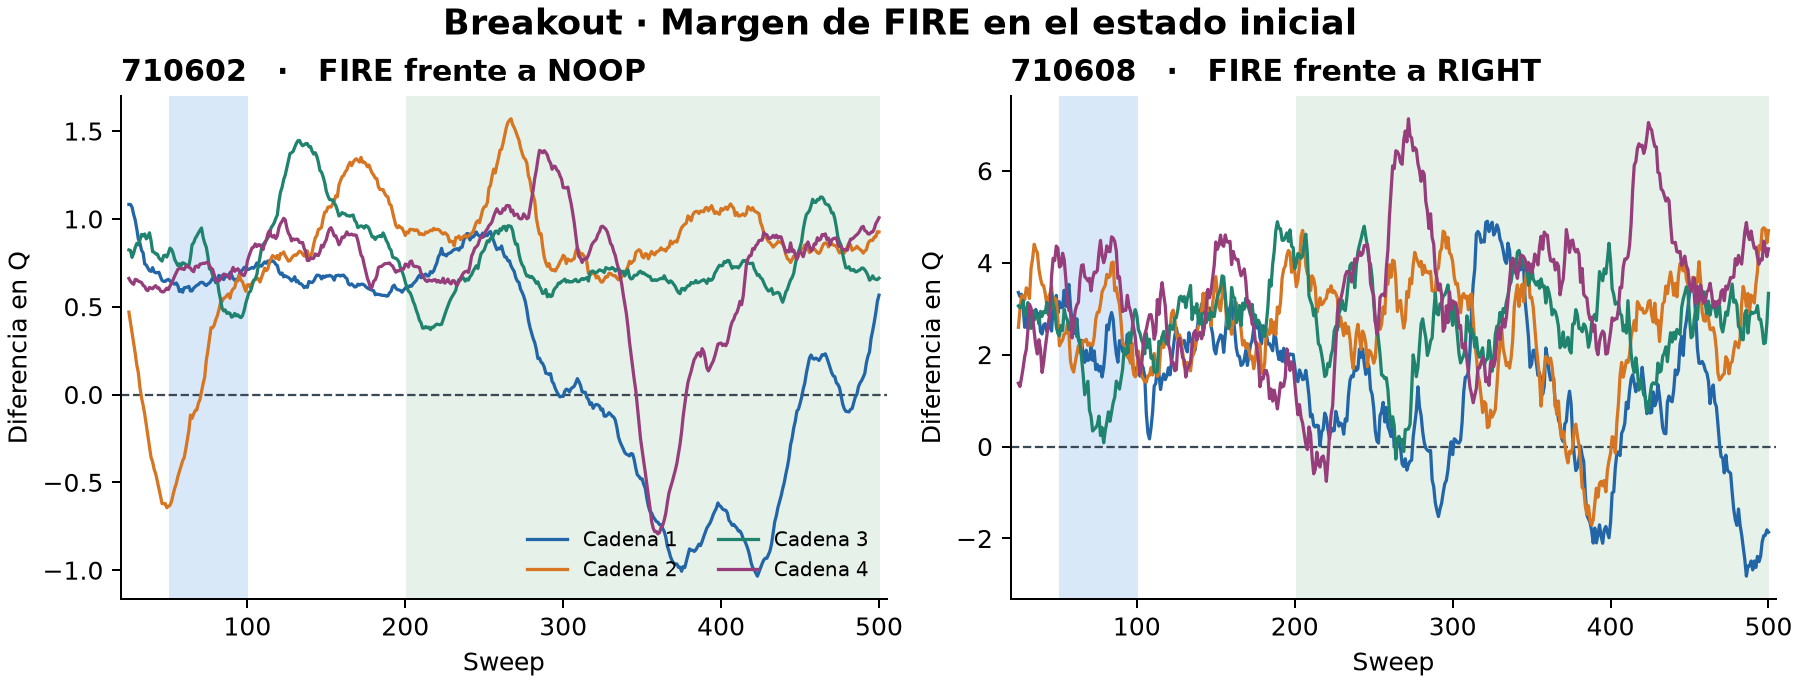 Breakout · Margen de FIRE en el estado inicial
710602 · FIRE frente a NOOP
Diferencia en Q
1.5
1.0
0.5
0.0
−0.5
−1.0
Cadena 1
Cadena 2
Cadena 3
Cadena 4
100 200 300 400 500
Sweep
710608 · FIRE frente a RIGHT
Diferencia en Q
6
4
2
0
−2
100 200 300 400 500
Sweep